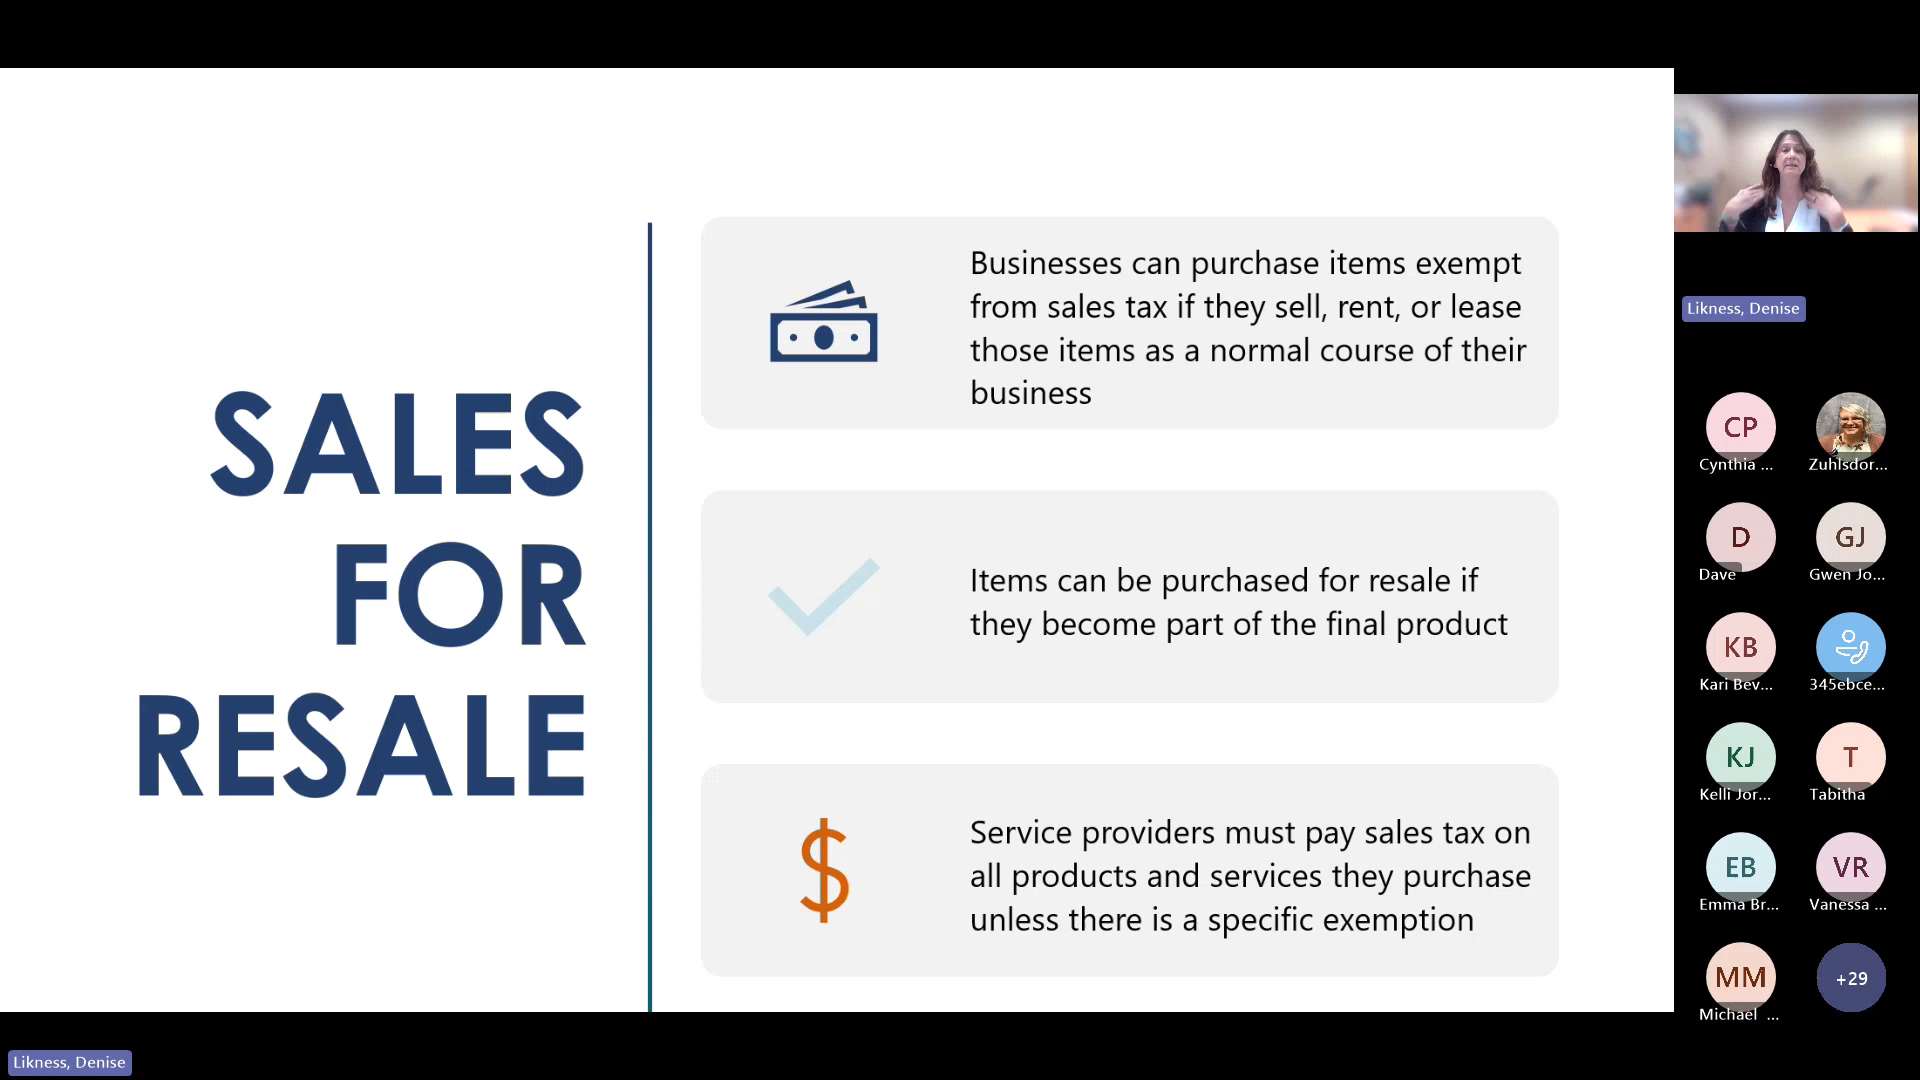 SALES
FOR
RESALE
Businesses can purchase items exempt
from sales tax if they sell, rent, or lease
those items as a normal course of their
business
Items can be purchased for resale if
they become part of the final product
Service providers must pay sales tax on
all products and services they purchase
unless there is a specific exemption
Likness, Denise
CP
Cynthia ...
Zuhlsdor...
D
Dave
GJ
Gwen Jo...
KB
Kari Bev...
345ebce...
KJ
Kelli Jor...
T
Tabitha
EB
Emma Br...
VR
Vanessa ...
MM
Michael ...
+29
Likness, Denise